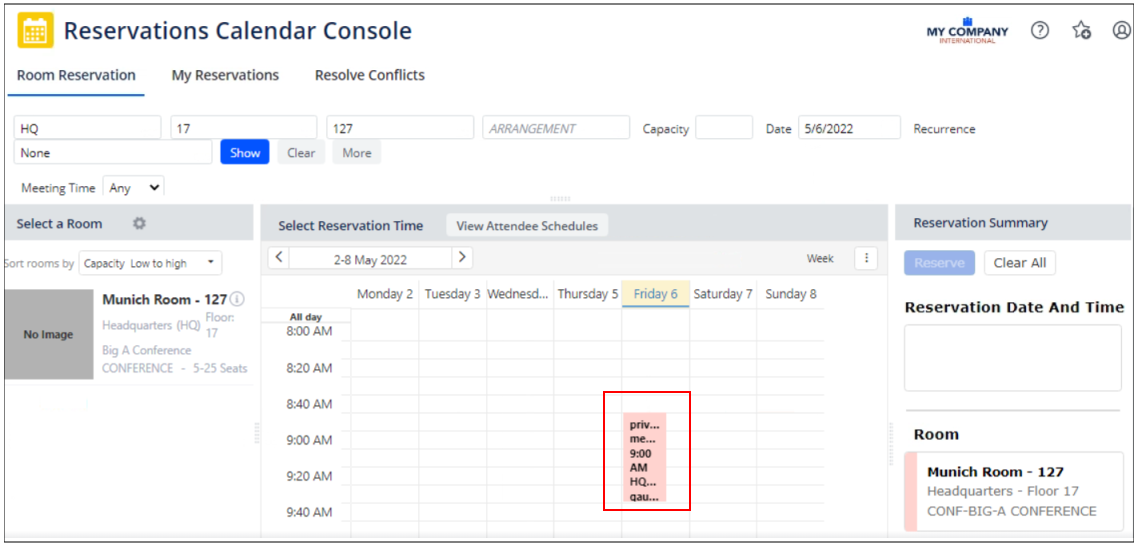 Reservations Calendar Console
MY COMPANY
INTERNATIONAL
Room Reservation My Reservations Resolve Conflicts
HQ 17 127 ARRANGEMENT Capacity Date 5/6/2022 Recurrence
None Show Clear More
Meeting Time Any
Select a Room
Sort rooms by Capacity Low to high
No Image
Munich Room - 127
Headquarters (HQ) Floor: 17
Big A Conference
CONFERENCE - 5-25 Seats
Select Reservation Time View Attendee Schedules
2-8 May 2022 Week
Monday 2 Tuesday 3 Wednesd... Thursday 5 Friday 6 Saturday 7 Sunday 8
All day
8:00 AM
8:20 AM
8:40 AM
9:00 AM
9:20 AM
9:40 AM
priv...
me...
9:00
AM
HQ...
gau...
Reservation Summary
Reserve Clear All
Reservation Date And Time
Room
Munich Room - 127
Headquarters - Floor 17
CONF-BIG-A CONFERENCE